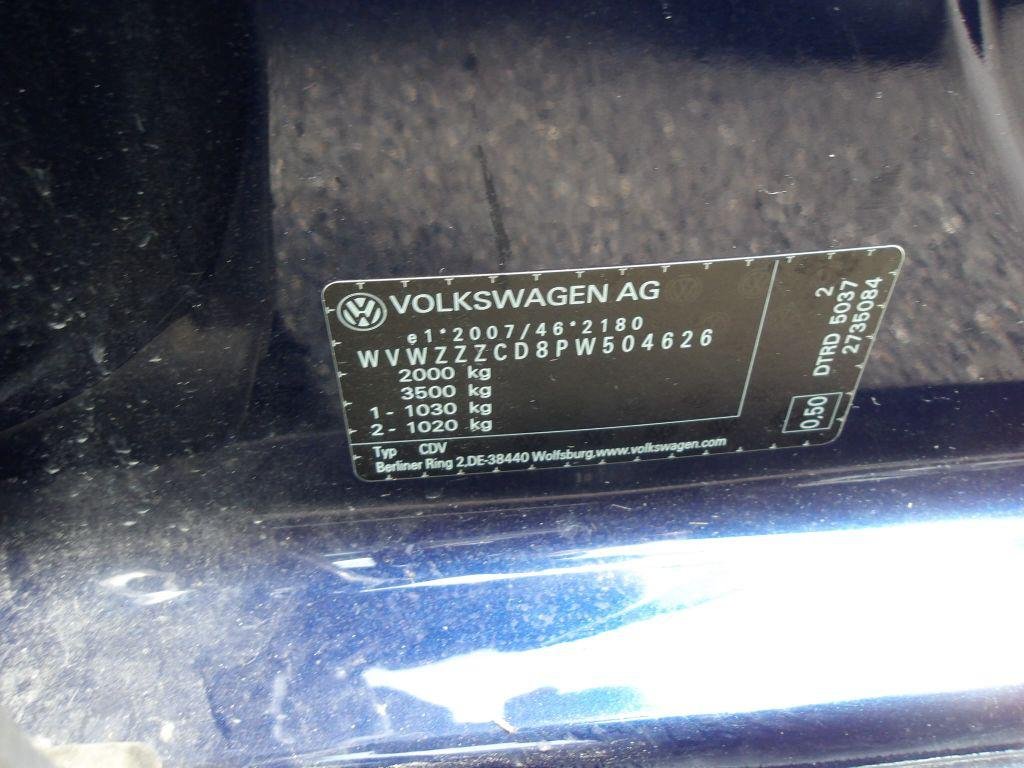 VOLKSWAGEN AG
e1*2007/46*2180
WVWZZZCD8PW504626
2000 kg
3500 kg
1 - 1030 kg
2 - 1020 kg
Typ CDV
Berliner Ring 2,DE-38440 Wolfsburg.www.volkswagen.com
2
DTRD 5037
2735084
0,50